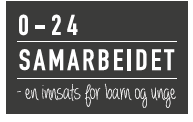 0-24
SAMARBEIDET
- en innsats for barn og unge